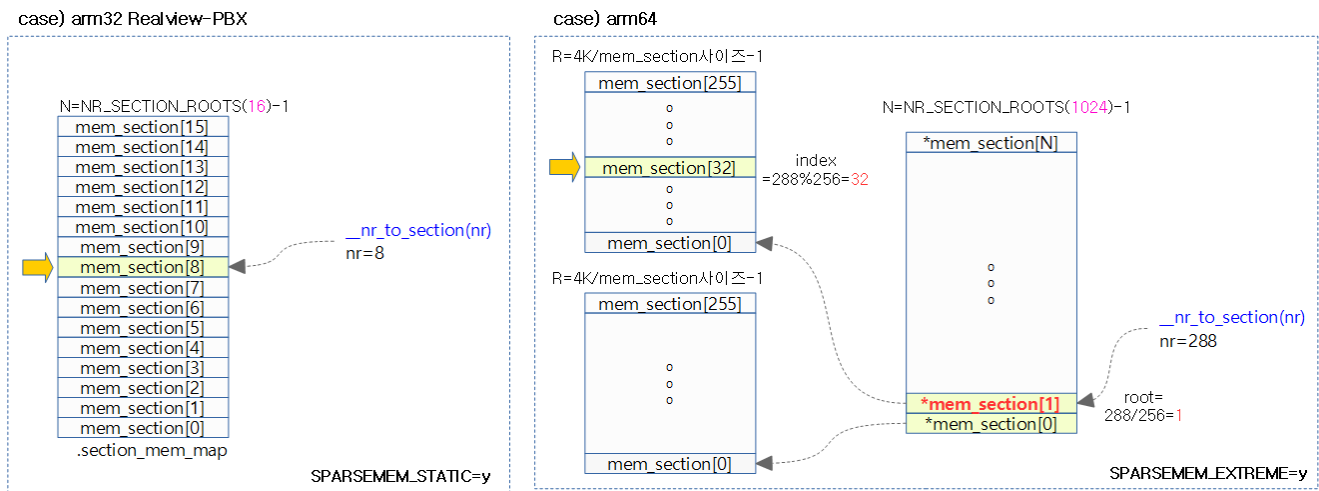 case) arm32 Realview-PBX
N=NR_SECTION_ROOTS(16)-1
mem_section[15]
mem_section[14]
mem_section[13]
mem_section[12]
mem_section[11]
mem_section[10]
mem_section[9]
mem_section[8]
mem_section[7]
mem_section[6]
mem_section[5]
mem_section[4]
mem_section[3]
mem_section[2]
mem_section[1]
mem_section[0]
.section_mem_map
__nr_to_section(nr)
nr=8
SPARSEMEM_STATIC=y
case) arm64
R=4K/mem_section사이즈-1
mem_section[255]
o
o
o
mem_section[32]
o
o
o
mem_section[0]
index
=288%256=32
R=4K/mem_section사이즈-1
mem_section[255]
o
o
o
mem_section[0]
N=NR_SECTION_ROOTS(1024)-1
*mem_section[N]
o
o
o
*mem_section[1]
*mem_section[0]
__nr_to_section(nr)
nr=288
root=
288/256=1
SPARSEMEM_EXTREME=y